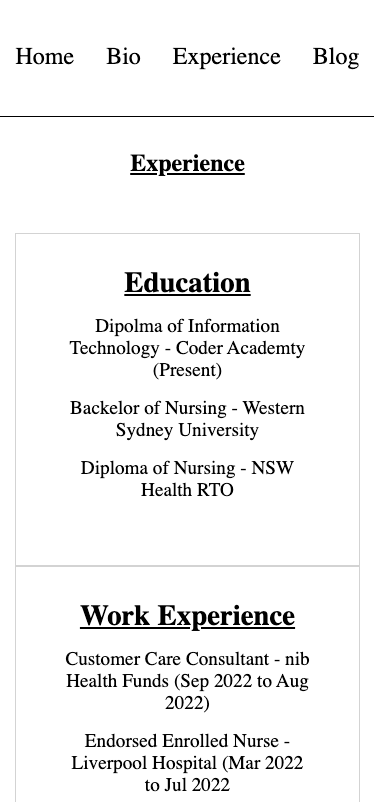 Home Bio Experience Blog
Experience
Education
Dipolma of Information
Technology - Coder Academty
(Present)
Backelor of Nursing - Western
Sydney University
Diploma of Nursing - NSW
Health RTO
Work Experience
Customer Care Consultant - nib
Health Funds (Sep 2022 to Aug
2022)
Endorsed Enrolled Nurse -
Liverpool Hospital (Mar 2022
to Jul 2022